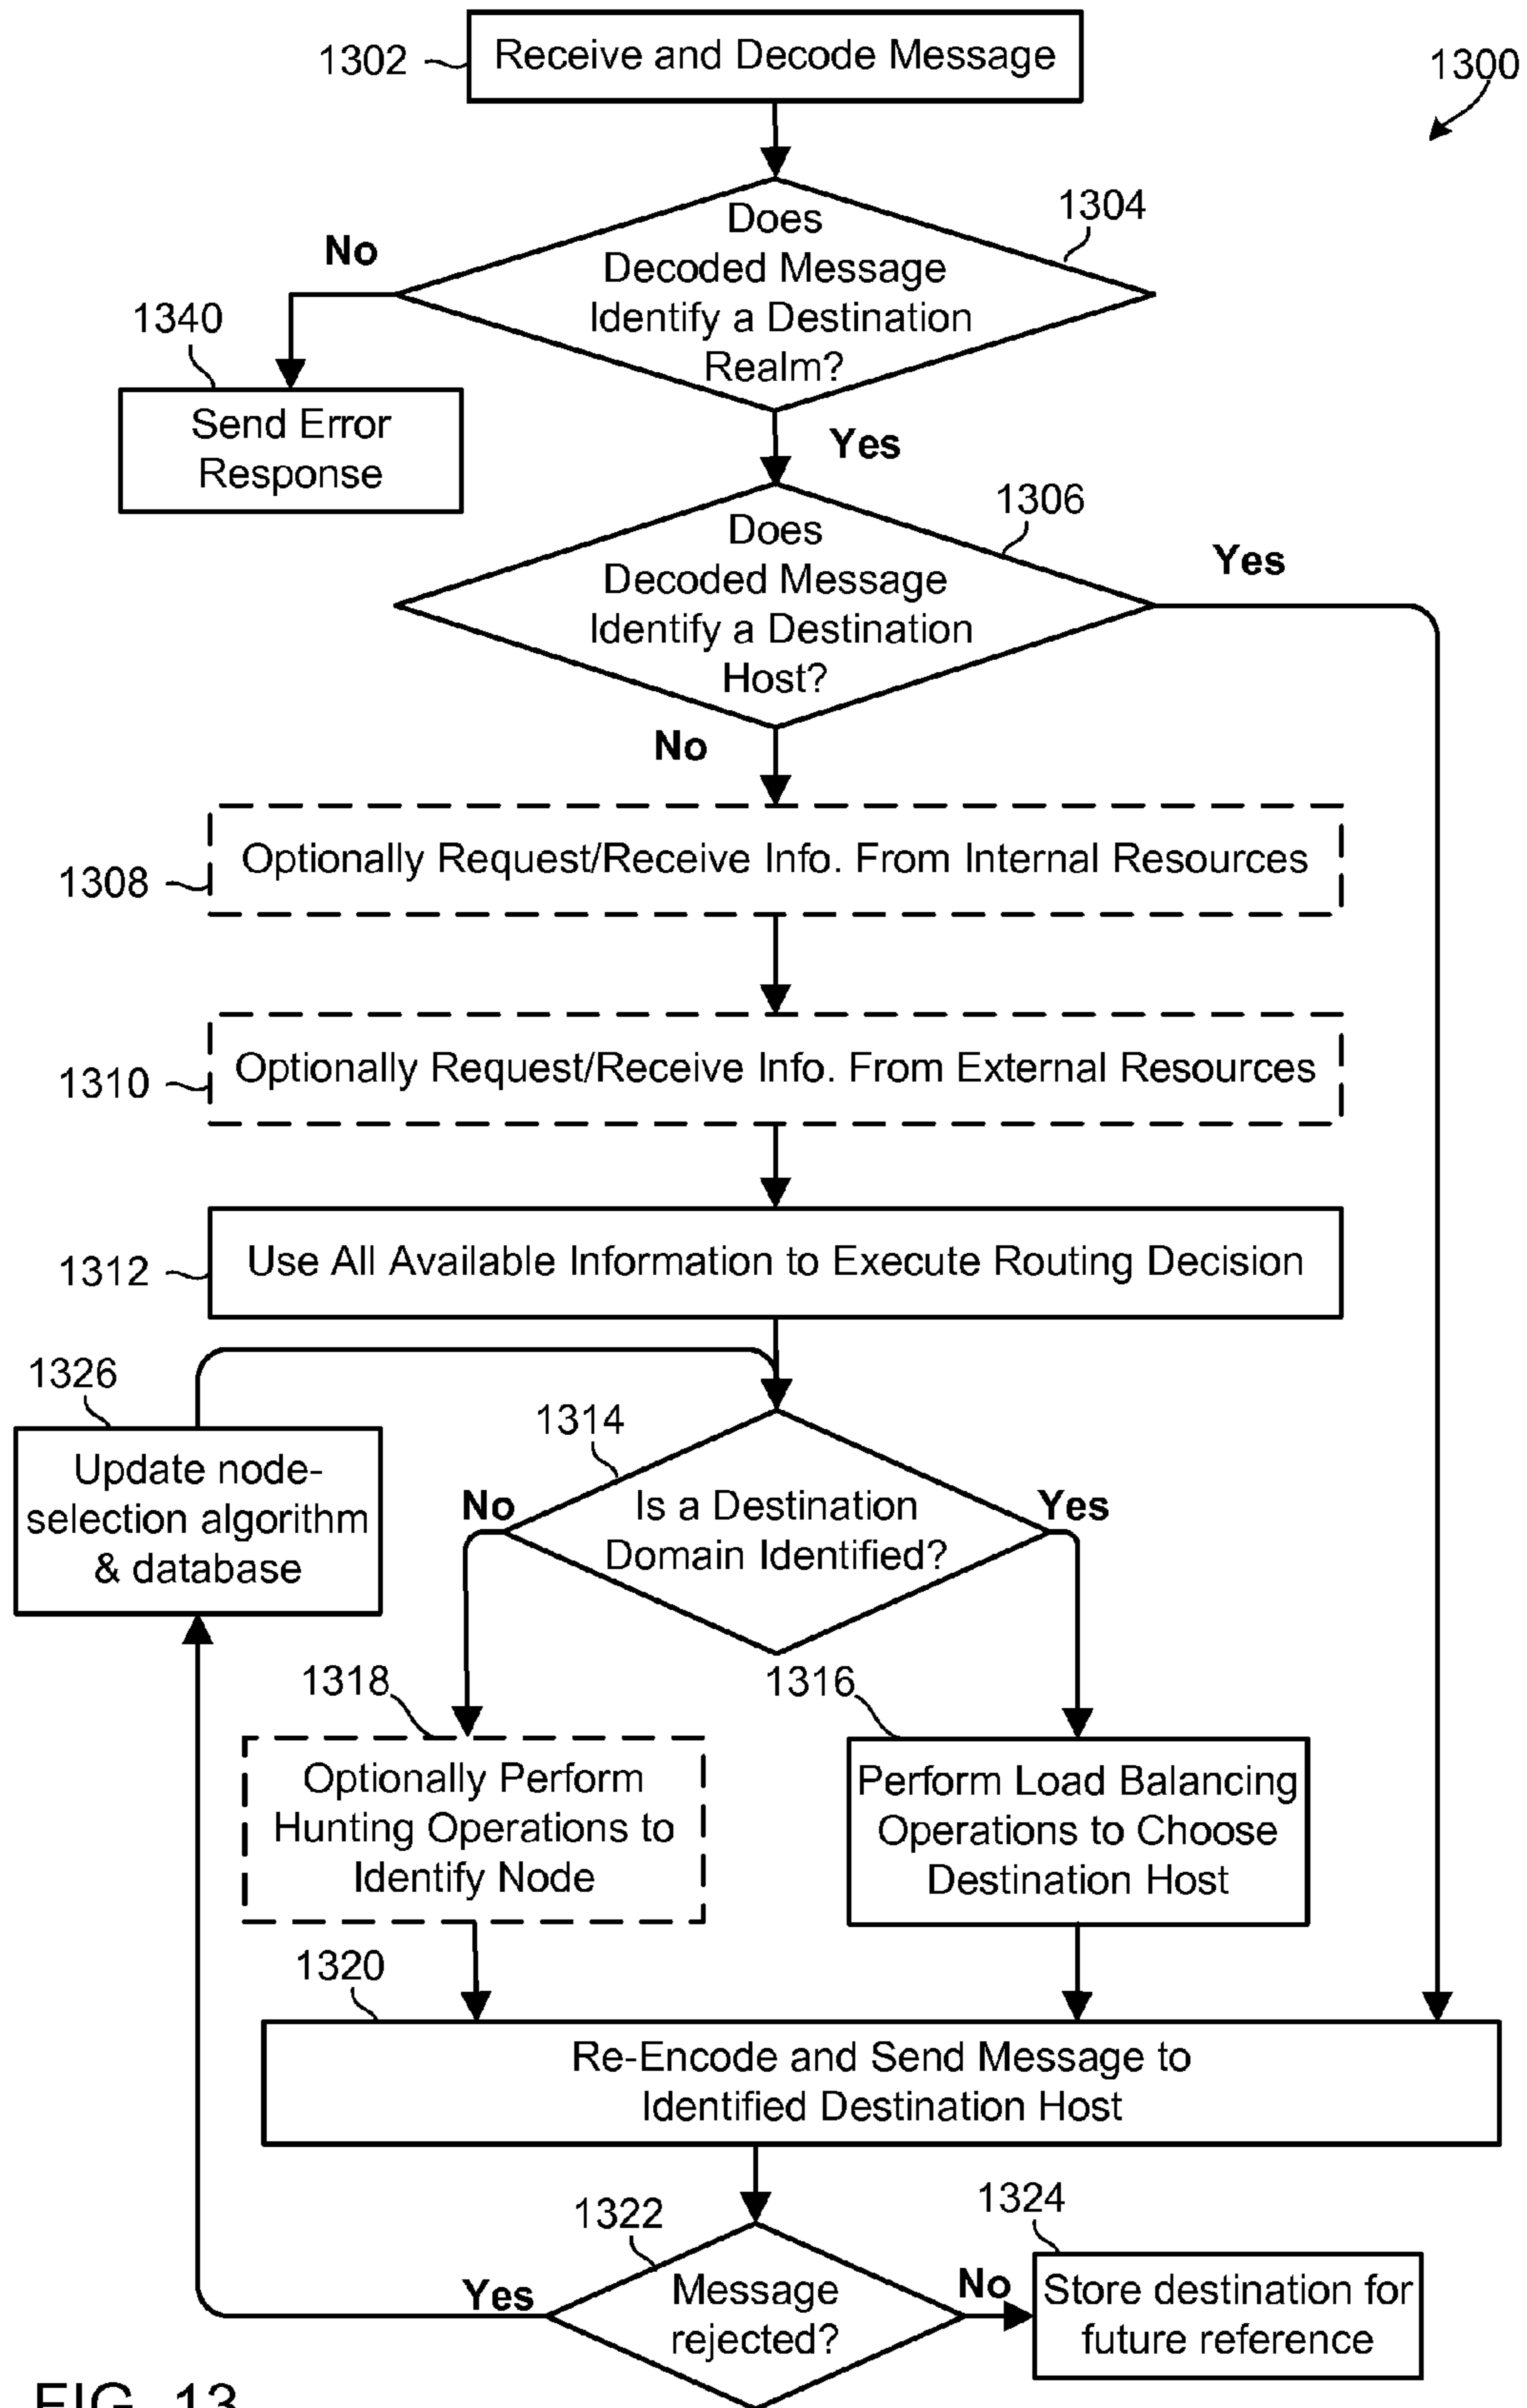 1302
Receive and Decode Message
1300
1304
Does
Decoded Message
Identify a Destination
Realm?
No
1340
Send Error
Response
Yes
1306
Does
Decoded Message
Identify a Destination
Host?
Yes
No
1308
Optionally Request/Receive Info. From Internal Resources
1310
Optionally Request/Receive Info. From External Resources
1312
Use All Available Information to Execute Routing Decision
1326
Update node-
selection algorithm
& database
1314
No
Is a Destination
Domain Identified?
Yes
1318
Optionally Perform
Hunting Operations to
Identify Node
1316
Perform Load Balancing
Operations to Choose
Destination Host
1320
Re-Encode and Send Message to
Identified Destination Host
1322
Yes
Message
rejected?
No
1324
Store destination for
future reference
FIG. 13